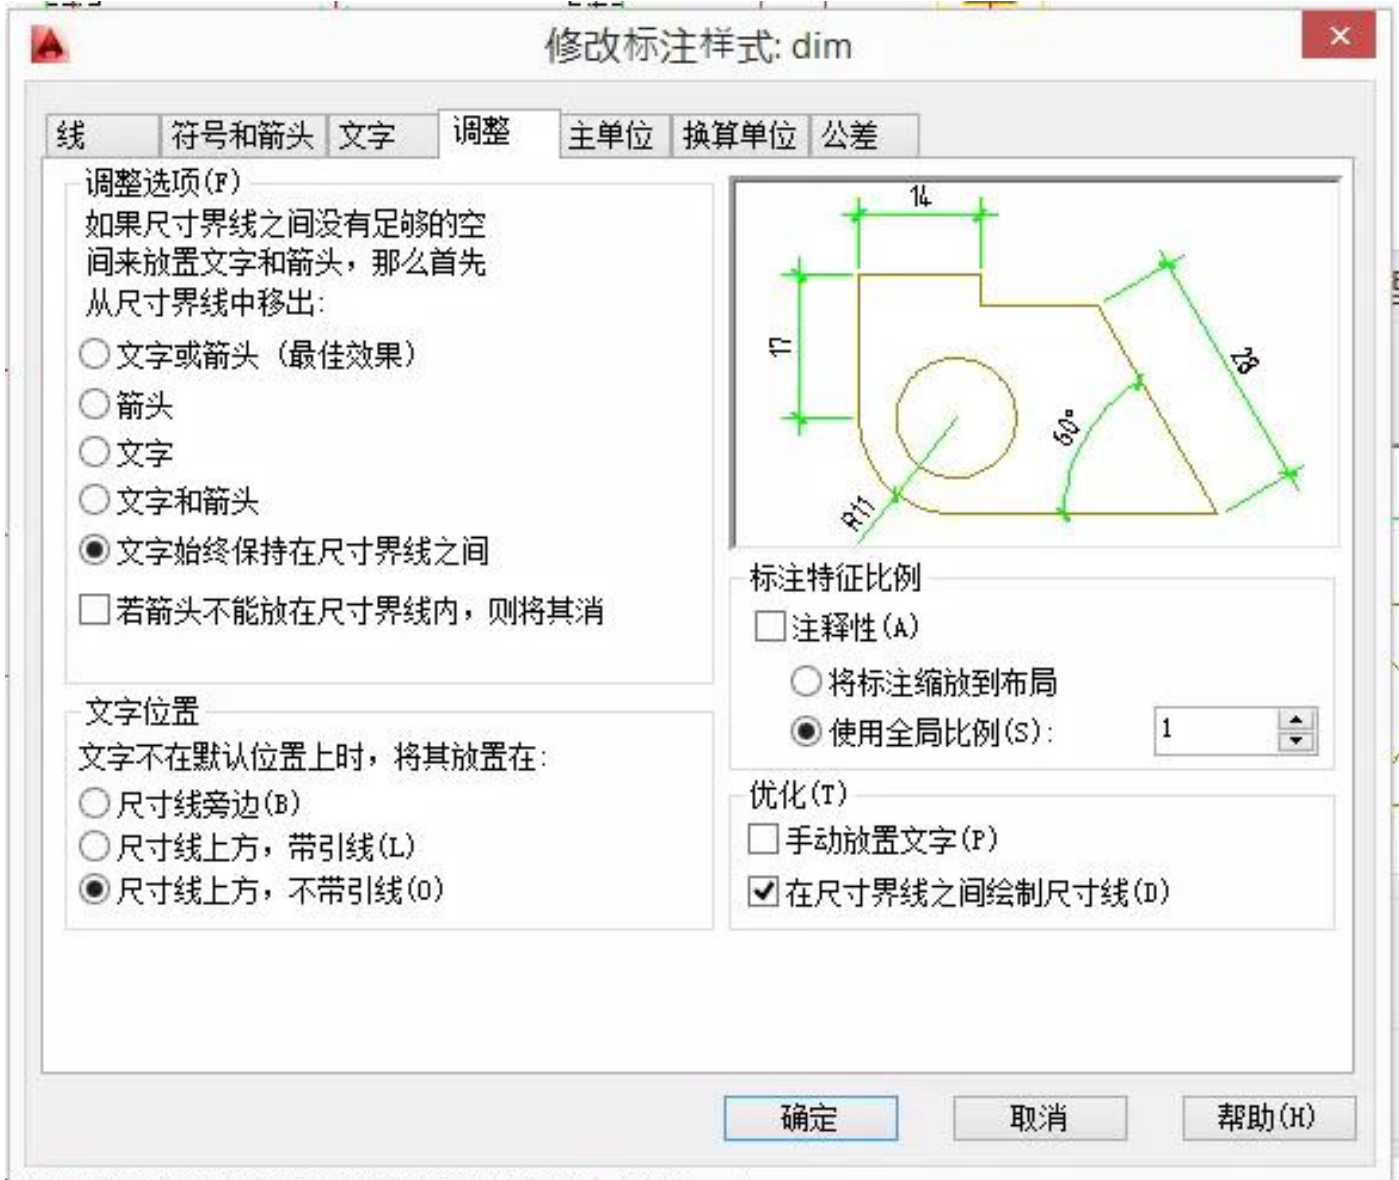 修改标注样式: dim
线 符号和箭头 文字 调整 主单位 换算单位 公差
调整选项(F)
如果尺寸界线之间没有足够的空
间来放置文字和箭头，那么首先
从尺寸界线中移出:
文字或箭头（最佳效果）
箭头
文字
文字和箭头
文字始终保持在尺寸界线之间
若箭头不能放在尺寸界线内，则将其消
文字位置
文字不在默认位置上时，将其放置在:
尺寸线旁边(B)
尺寸线上方，带引线(L)
尺寸线上方，不带引线(O)
14
17
28
60°
R11
标注特征比例
注释性(A)
将标注缩放到布局
使用全局比例(S): 1
优化(T)
手动放置文字(P)
在尺寸界线之间绘制尺寸线(D)
确定 取消 帮助(H)